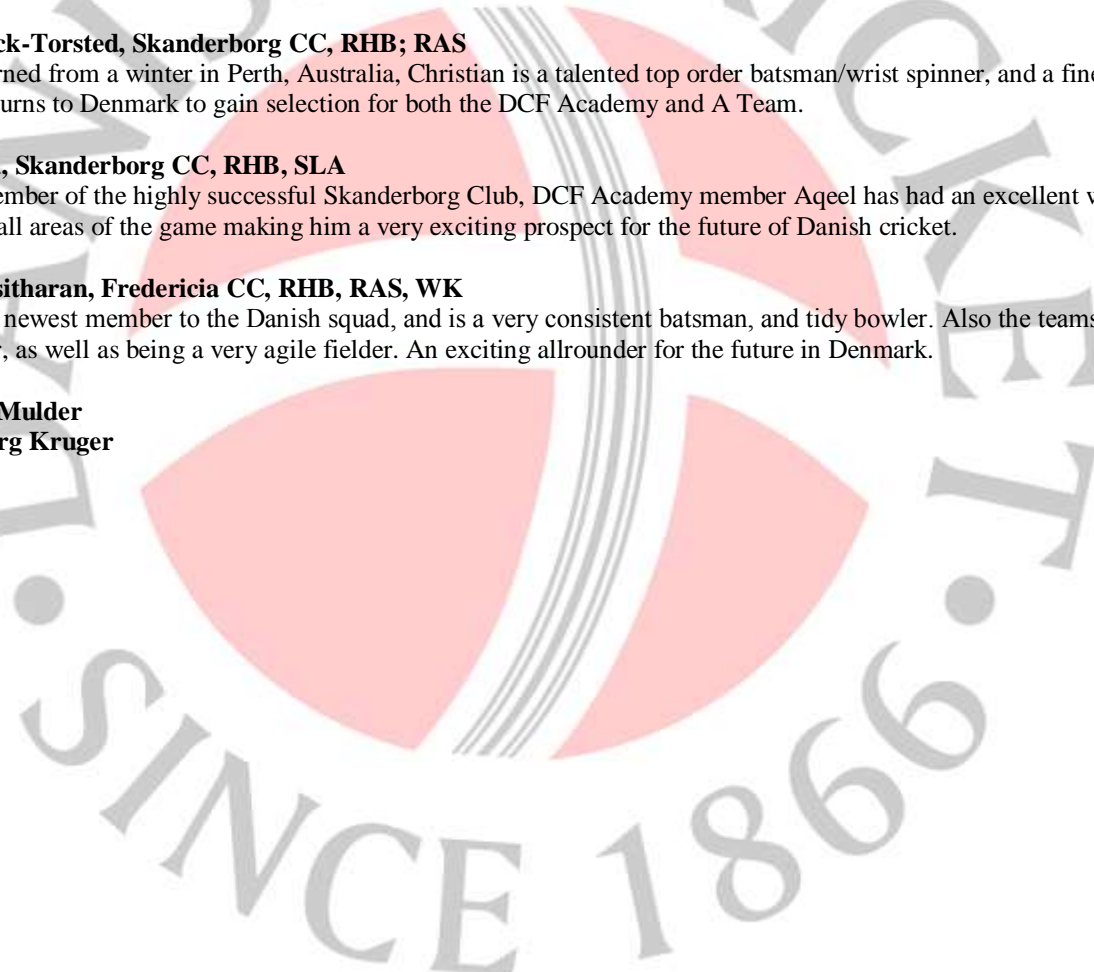 ck-Torsted, Skanderborg CC, RHB; RAS
rned from a winter in Perth, Australia, Christian is a talented top order batsman/wrist spinner, and a fine
urns to Denmark to gain selection for both the DCF Academy and A Team.
, Skanderborg CC, RHB, SLA
ember of the highly successful Skanderborg Club, DCF Academy member Aqeel has had an excellent
all areas of the game making him a very exciting prospect for the future of Danish cricket.
sitharan, Fredericia CC, RHB, RAS, WK
newest member to the Danish squad, and is a very consistent batsman, and tidy bowler. Also the teams
, as well as being a very agile fielder. An exciting allrounder for the future in Denmark.
Mulder
rg Kruger
RICKET
SINCE 1866